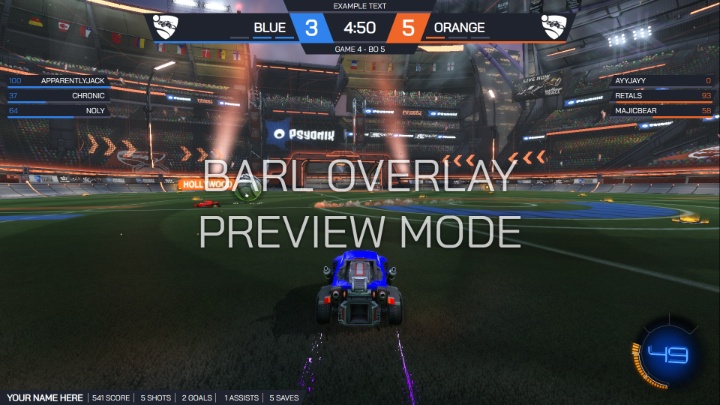 EXAMPLE TEXT
BLUE 3 4:50 5 ORANGE
GAME 4 - BO 5
100 APPARENTLYJACK
37 CHRONIC
64 NOLY
AYYJAYY 0
RETALS 93
MAJICBEAR 58
PSYONIX
HOLLYWOOD
BARL OVERLAY
PREVIEW MODE
49
YOUR NAME HERE 541 SCORE 5 SHOTS 2 GOALS 1 ASSISTS 5 SAVES